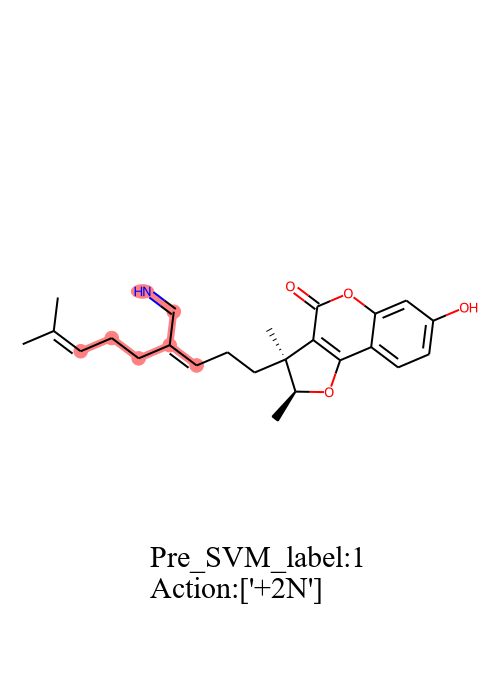 HN
O
O
OH
O
Pre_SVM_label:1
Action:['+2N']